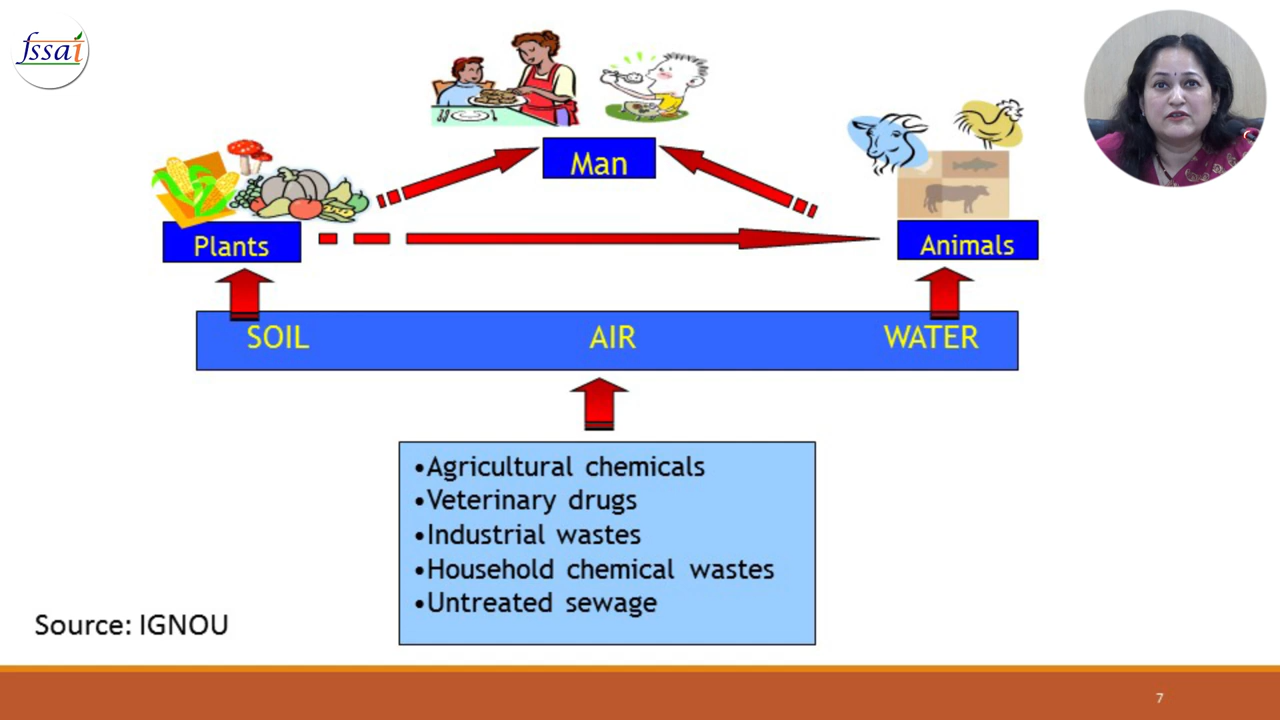 fssai
Man
Plants
Animals
SOIL AIR WATER
•Agricultural chemicals
•Veterinary drugs
•Industrial wastes
•Household chemical wastes
•Untreated sewage
Source: IGNOU
7